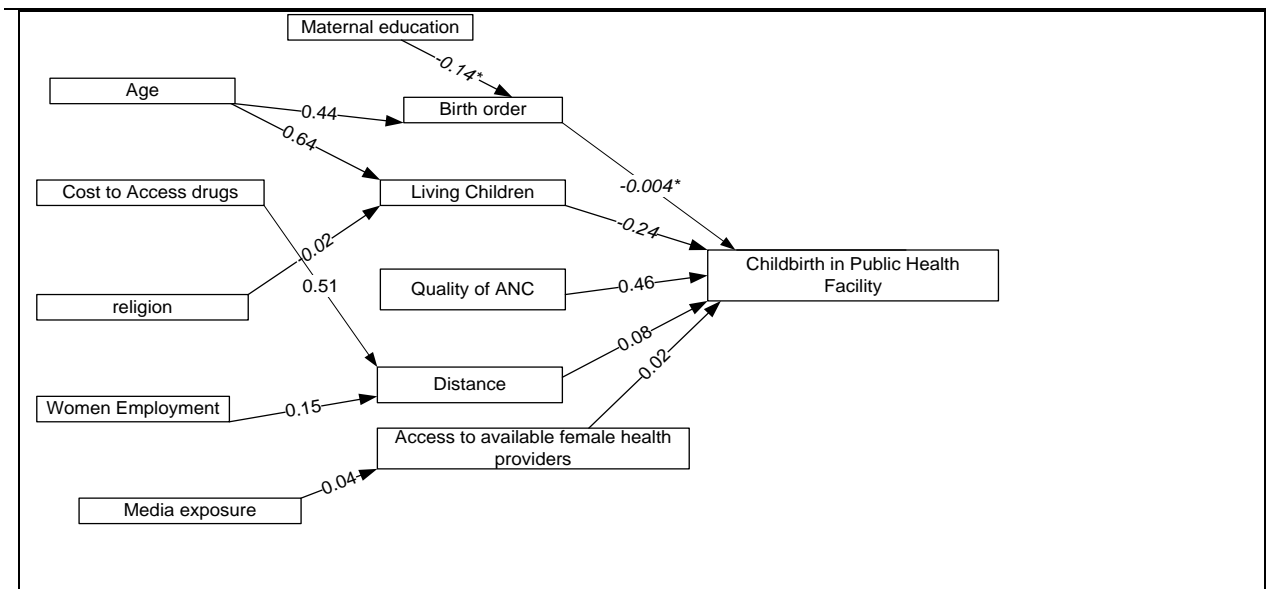 Maternal education
-0.14*
Age
Birth order
0.44
0.64
Cost to Access drugs
Living Children
-0.004*
-0.24
-0.02
Childbirth in Public Health
Facility
Quality of ANC
0.46
0.51
religion
0.08
0.02
Distance
Women Employment
0.15
Access to available female health
providers
0.04
Media exposure